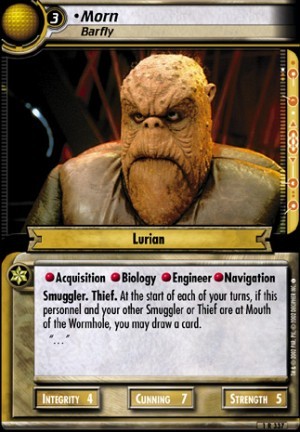 3
•Morn
Barfly
Lurian
Acquisition Biology Engineer Navigation
Smuggler. Thief. At the start of each of your turns, if this
personnel and your other Smuggler or Thief are at Mouth
of the Wormhole, you may draw a card.
"..."
INTEGRITY 4 CUNNING 7 STRENGTH 5